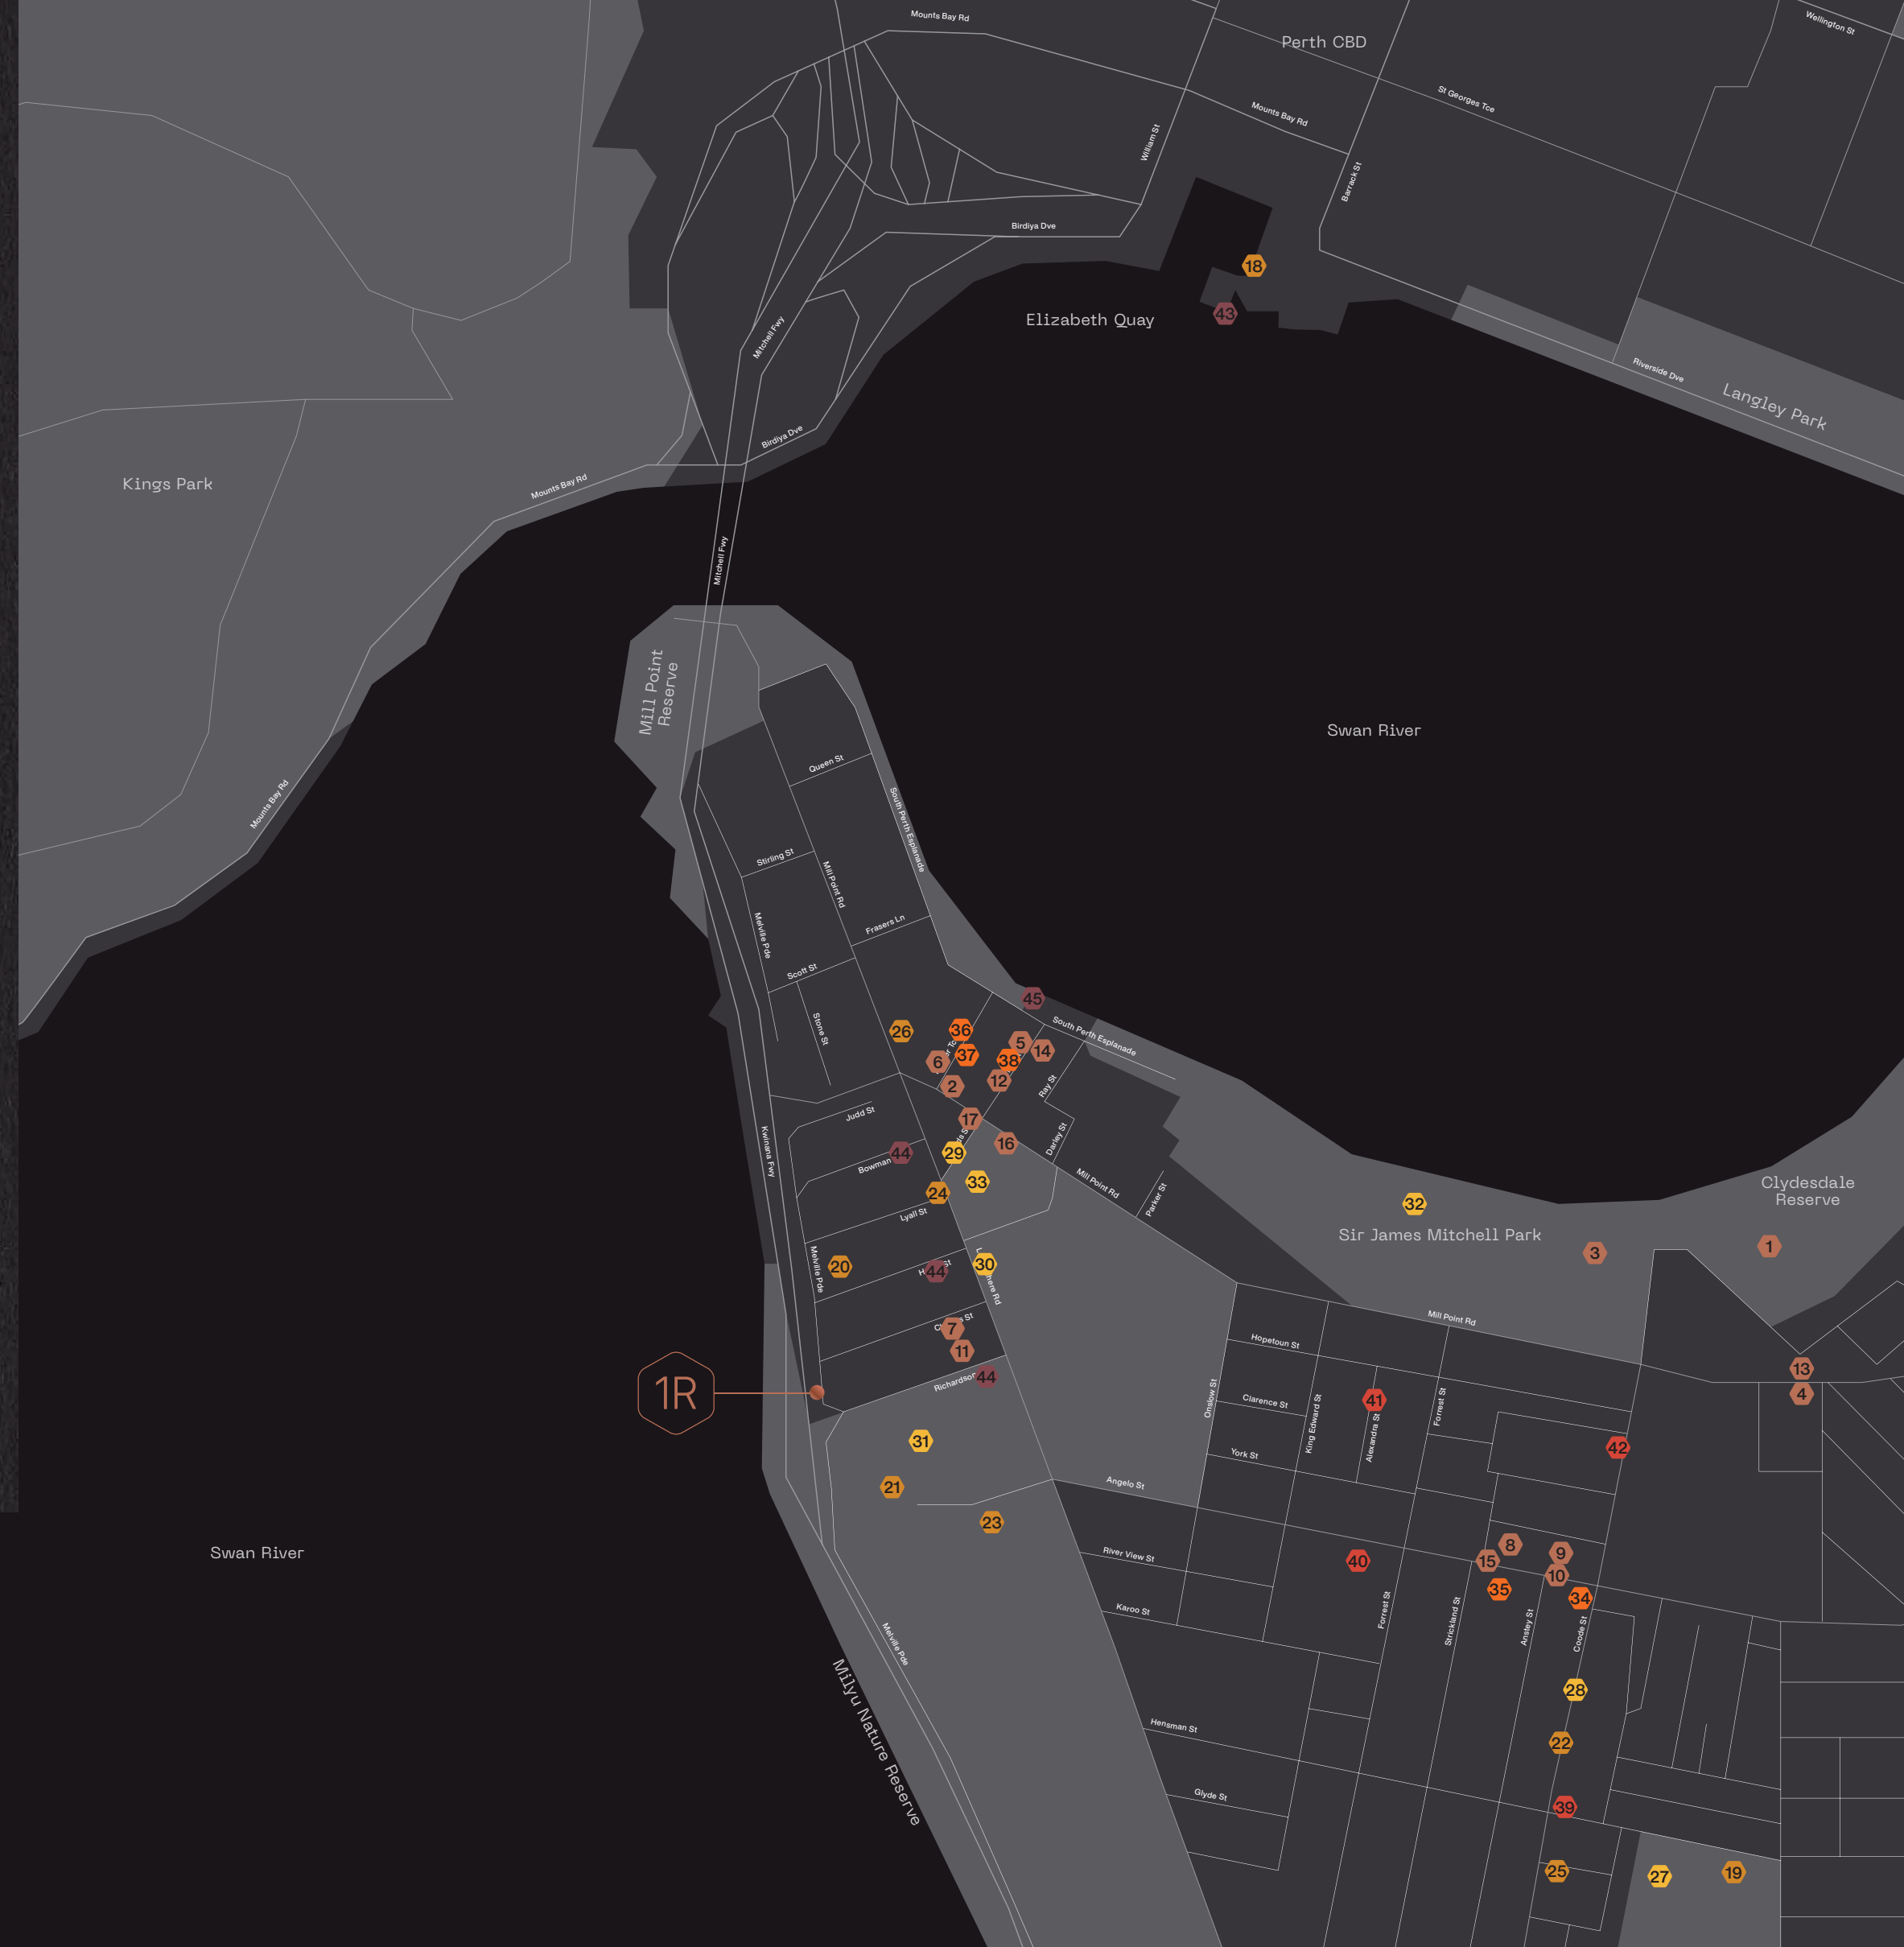 Mounts Bay Rd
Wellington St
Perth CBD
St Georges Tce
Mounts Bay Rd
William St
Barrack St
Birdiya Dve
18
43
Elizabeth Quay
Mitchell Fwy
Riverside Dve
Langley Park
Birdiya Dve
Kings Park
Mounts Bay Rd
Mitchell Fwy
Mill Point
Reserve
Swan River
Queen St
Mounts Bay Rd
South Perth Esplanade
Stirling St
Mill Point Rd
Frasers Ln
Melville Pde
Scott St
45
Stone St
26
36
South Perth Esplanade
5
14
37
38
6
2
12
Ray St
Judd St
17
Kwinana Fwy
Darley St
16
44
29
Bowman
33
Mill Point Rd
Clydesdale
Reserve
24
Parker St
32
Lyall St
Sir James Mitchell Park
3
1
Melville Pde
20
44
30
7
11
Mill Point Rd
Hopetoun St
13
Richardson
44
1R
4
Onslow St
Clarence St
King Edward St
41
Alexandra St
Forrest St
31
York St
42
21
Angelo St
23
Swan River
River View St
40
8
9
15
10
35
34
Karoo St
Forrest St
Strickland St
Anstey St
Coode St
Melville Pde
Milyu Nature Reserve
28
Hensman St
22
Glyde St
39
25
27
19